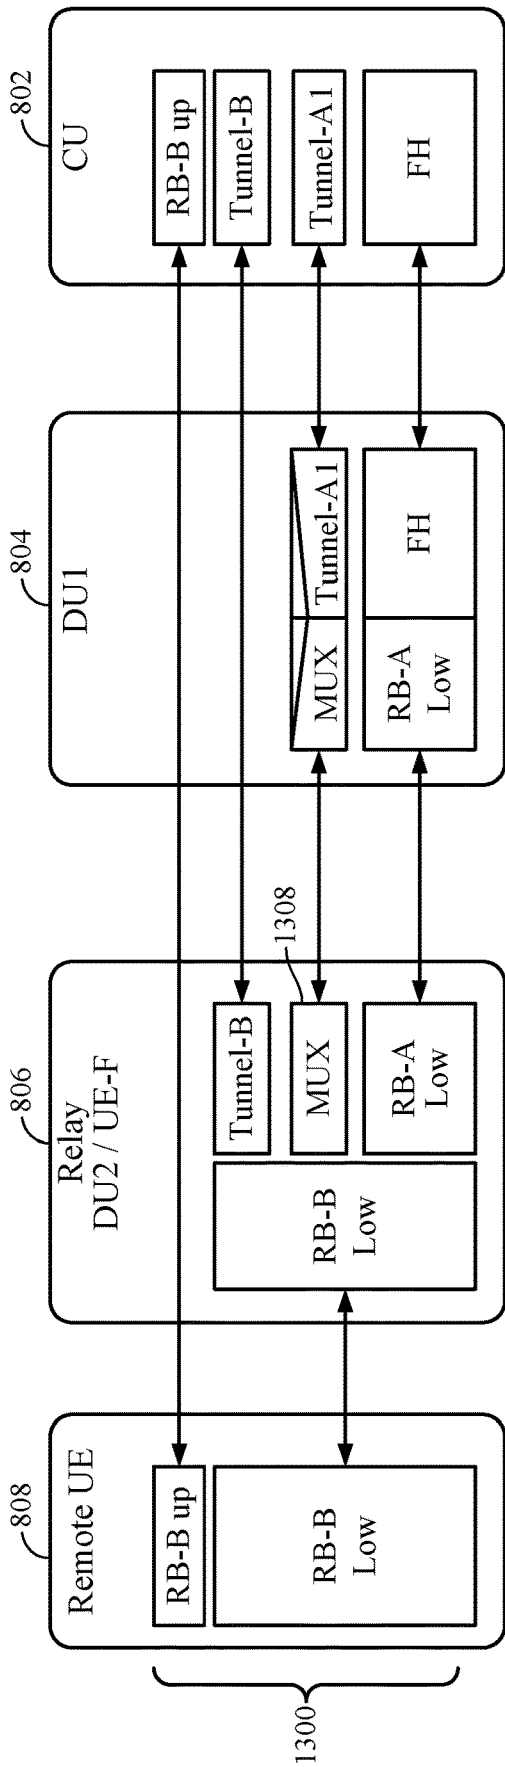 808
Remote UE
RB-B up
RB-B
Low
1300
806
Relay
DU2 / UE-F
RB-B
Low
Tunnel-B
MUX
1308
RB-A
Low
804
DU1
MUX
Tunnel-A1
RB-A
Low
FH
802
CU
RB-B up
Tunnel-B
Tunnel-A1
FH